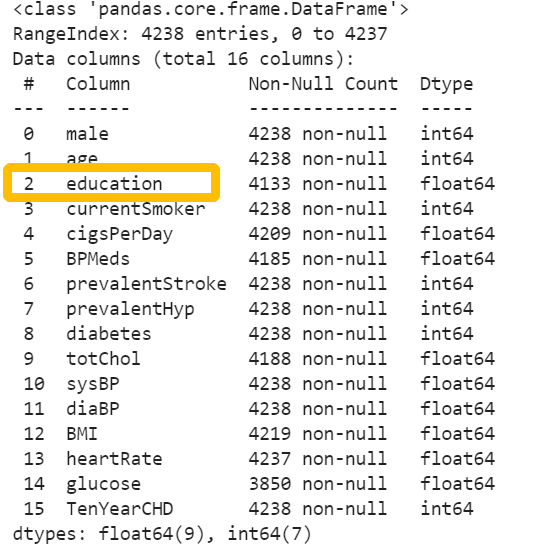 <class 'pandas.core.frame.DataFrame'>
RangeIndex: 4238 entries, 0 to 4237
Data columns (total 16 columns):
 #   Column           Non-Null Count  Dtype
---  ------           --------------  -----
 0   male             4238 non-null   int64
 1   age              4238 non-null   int64
 2   education        4133 non-null   float64
 3   currentSmoker    4238 non-null   int64
 4   cigsPerDay       4209 non-null   float64
 5   BPMeds           4185 non-null   float64
 6   prevalentStroke  4238 non-null   int64
 7   prevalentHyp     4238 non-null   int64
 8   diabetes         4238 non-null   int64
 9   totChol          4188 non-null   float64
 10  sysBP            4238 non-null   float64
 11  diaBP            4238 non-null   float64
 12  BMI              4219 non-null   float64
 13  heartRate        4237 non-null   float64
 14  glucose          3850 non-null   float64
 15  TenYearCHD       4238 non-null   int64
dtypes: float64(9), int64(7)